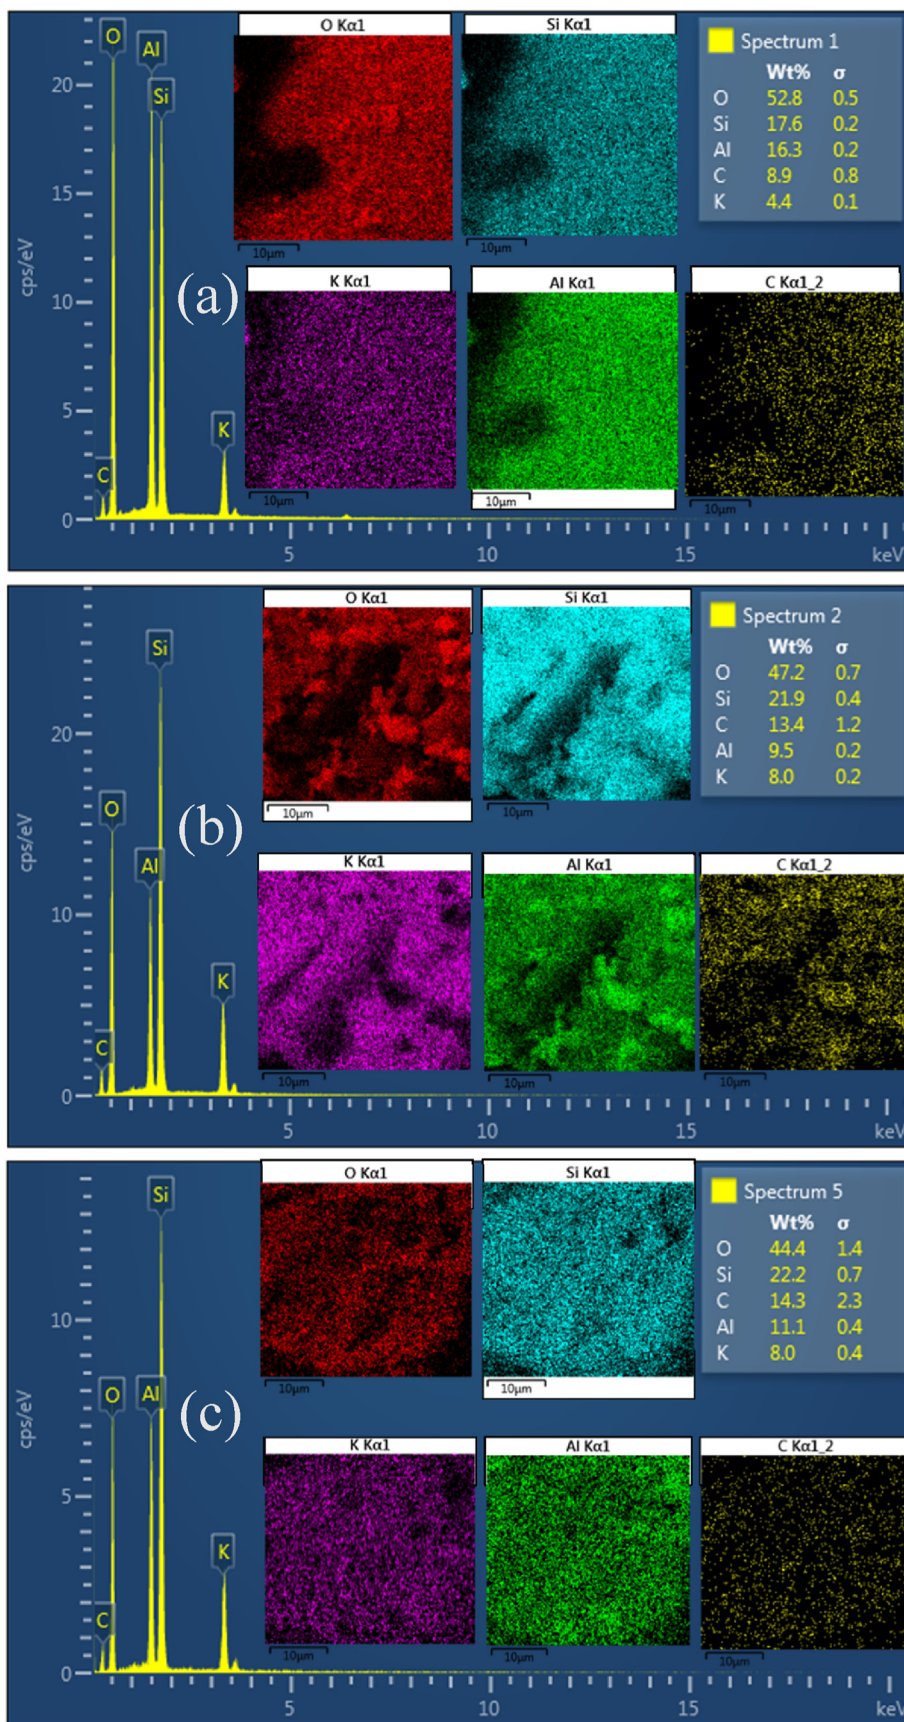 O Kα1
Si Kα1
Spectrum 1
Wt% σ
O 52.8 0.5
Si 17.6 0.2
Al 16.3 0.2
C 8.9 0.8
K 4.4 0.1
O
Al
Si
K
C
20
15
10
5
0
cps/eV
10µm
10µm
(a)
K Kα1
Al Kα1
C Kα1_2
10µm
10µm
10µm
5
10
15
keV
O Kα1
Si Kα1
Spectrum 2
Wt% σ
O 47.2 0.7
Si 21.9 0.4
C 13.4 1.2
Al 9.5 0.2
K 8.0 0.2
Si
O
Al
K
C
20
10
0
cps/eV
10µm
10µm
(b)
K Kα1
Al Kα1
C Kα1_2
10µm
10µm
10µm
5
10
15
keV
O Kα1
Si Kα1
Spectrum 5
Wt% σ
O 44.4 1.4
Si 22.2 0.7
C 14.3 2.3
Al 11.1 0.4
K 8.0 0.4
Si
O
Al
K
C
10
5
0
cps/eV
10µm
10µm
(c)
K Kα1
Al Kα1
C Kα1_2
10µm
10µm
10µm
5
10
15
keV